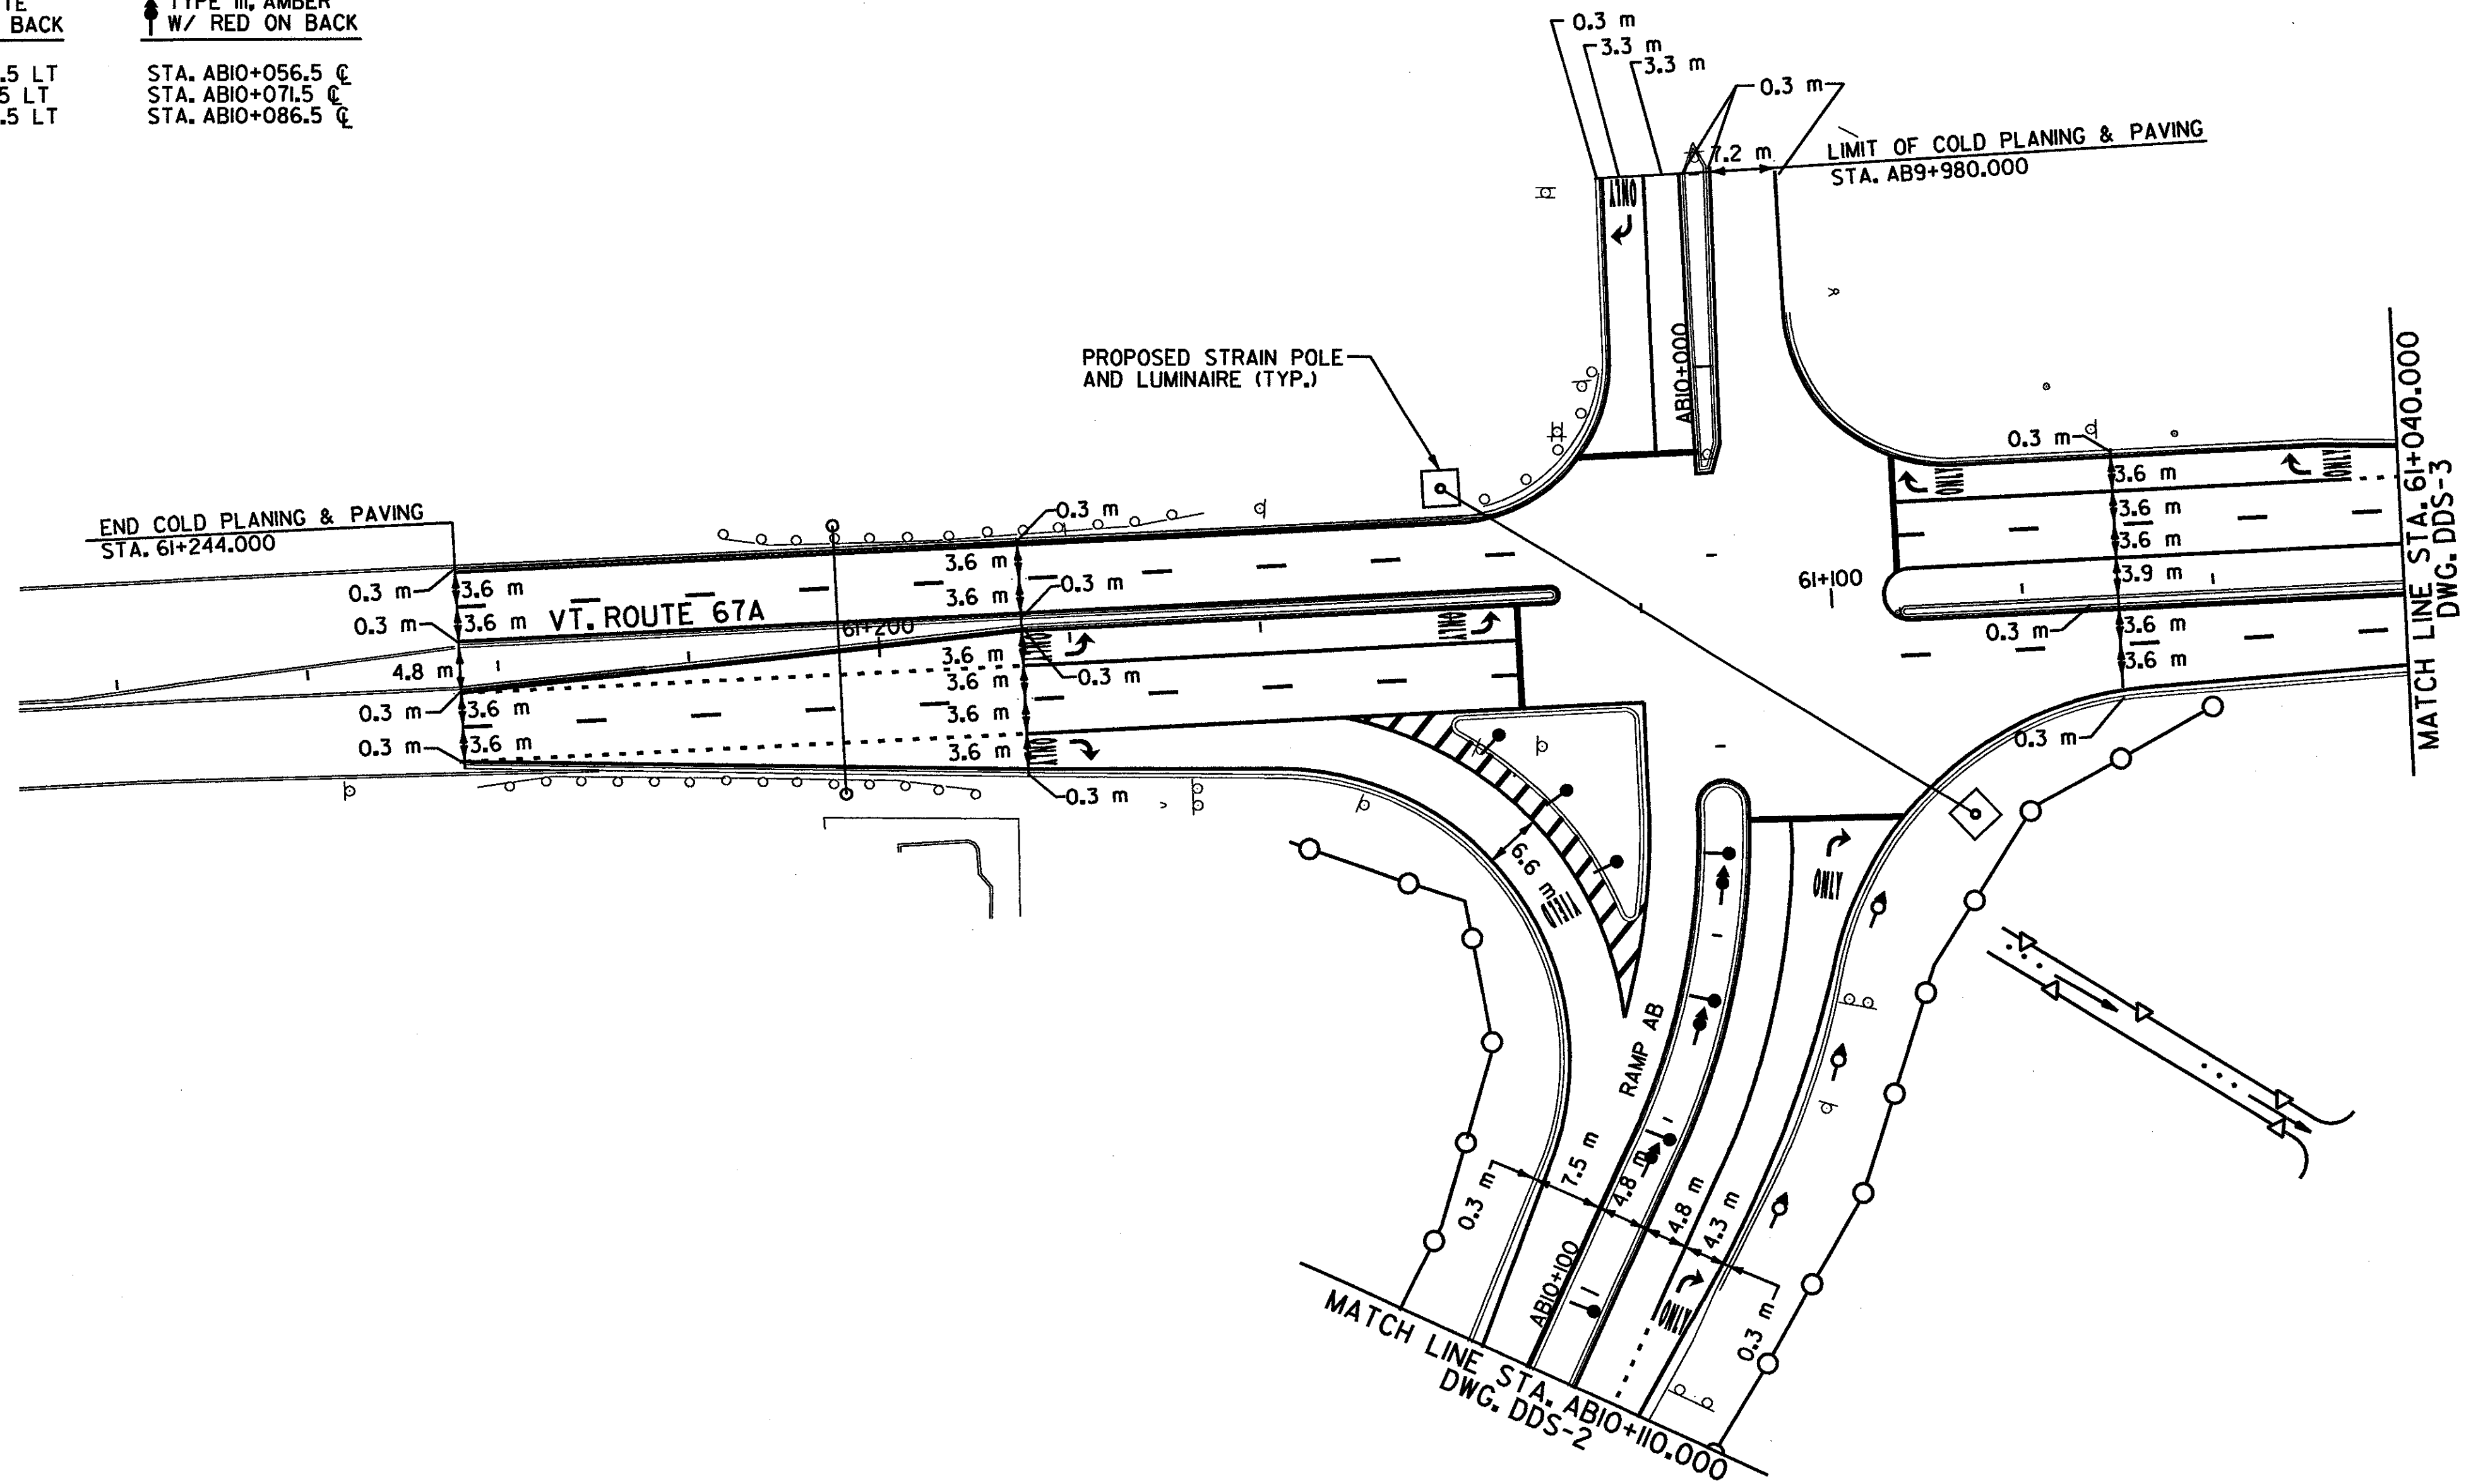 TE
BACK
TYPE III, AMBER
W/ RED ON BACK
.5 LT
5 LT
.5 LT
STA. AB10+056.5 ℄
STA. AB10+071.5 ℄
STA. AB10+086.5 ℄
0.3 m
3.3 m
3.3 m
0.3 m
7.2 m
LIMIT OF COLD PLANING & PAVING
STA. AB9+980.000
ONLY
AB10+000
PROPOSED STRAIN POLE
AND LUMINAIRE (TYP.)
END COLD PLANING & PAVING
STA. 61+244.000
0.3 m
3.6 m
0.3 m
3.6 m
VT. ROUTE 67A
61+200
4.8 m
0.3 m
3.6 m
0.3 m
3.6 m
0.3 m
3.6 m
3.6 m
0.3 m
3.6 m
ONLY
ONLY
3.6 m
0.3 m
3.6 m
3.6 m
ONLY
0.3 m
61+100
0.3 m
3.6 m
ONLY
ONLY
3.6 m
3.6 m
3.9 m
0.3 m
3.6 m
3.6 m
0.3 m
MATCH LINE STA. 61+040.000
DWG. DDS-3
6.6 m
YIELD
ONLY
RAMP AB
0.3 m
7.5 m
4.8 m
4.8 m
4.3 m
0.3 m
AB10+100
ONLY
MATCH LINE STA. AB10+110.000
DWG. DDS-2